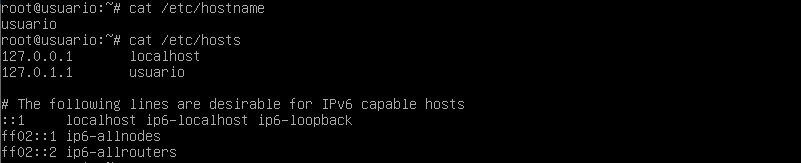 root@usuario:~# cat /etc/hostname
usuario
root@usuario:~# cat /etc/hosts
127.0.0.1       localhost
127.0.1.1       usuario

# The following lines are desirable for IPv6 capable hosts
::1     localhost ip6-localhost ip6-loopback
ff02::1 ip6-allnodes
ff02::2 ip6-allrouters